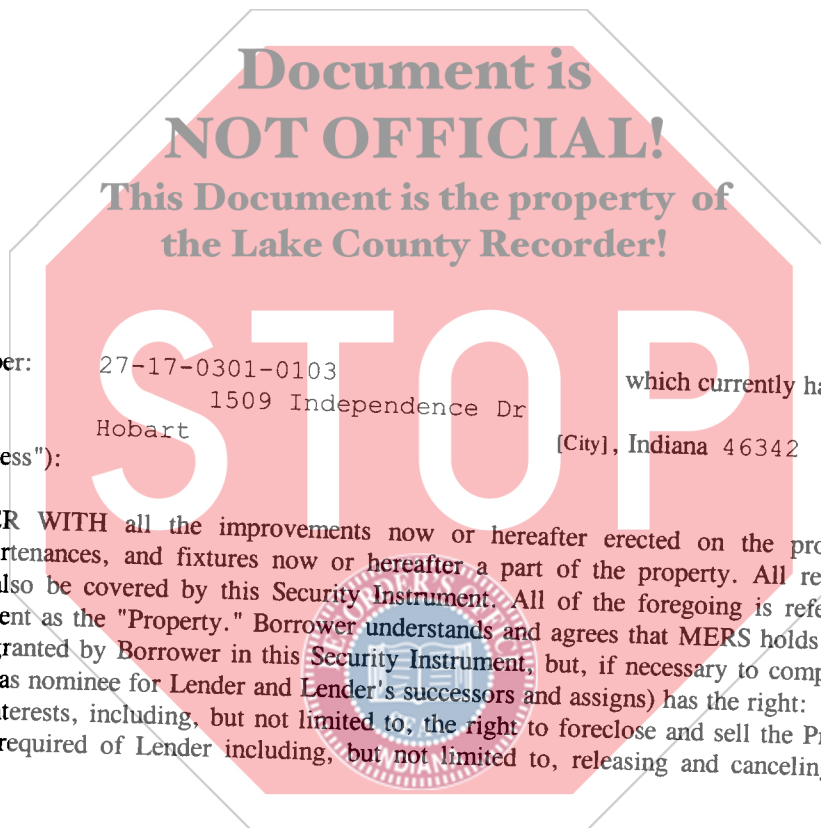 Document is
NOT OFFICIAL!
This Document is the property of
the Lake County Recorder!
STOP
er: 27-17-0301-0103 which currently ha
1509 Independence Dr
Hobart [City], Indiana 46342
ess"):
R WITH all the improvements now or hereafter erected on the pro
rtenances, and fixtures now or hereafter a part of the property. All re
also be covered by this Security Instrument. All of the foregoing is refe
ent as the "Property." Borrower understands and agrees that MERS holds
granted by Borrower in this Security Instrument, but, if necessary to comp
as nominee for Lender and Lender's successors and assigns) has the right:
nterests, including, but not limited to, the right to foreclose and sell the Pr
required of Lender including, but not limited to, releasing and canceling